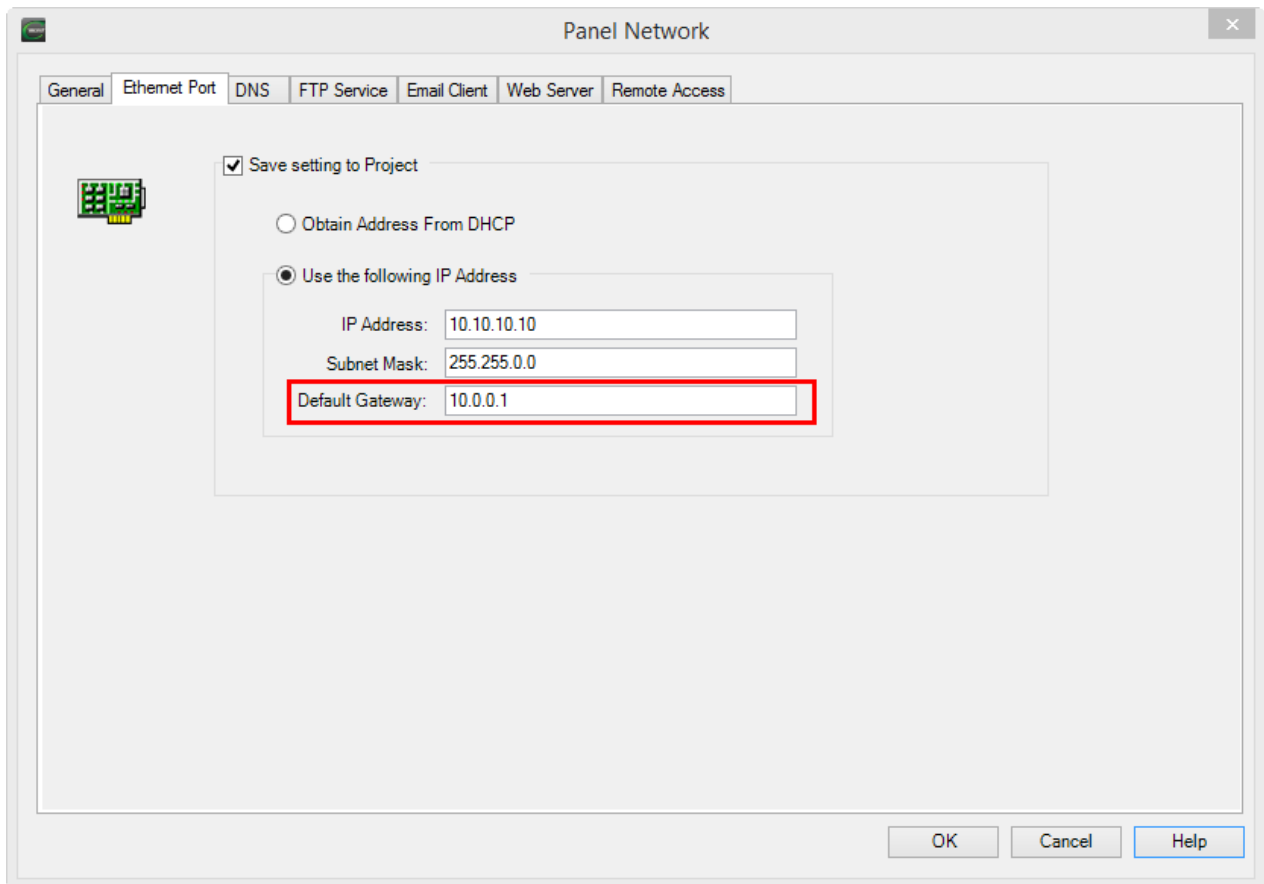 Panel Network
General Ethernet Port DNS FTP Service Email Client Web Server Remote Access
Save setting to Project
Obtain Address From DHCP
Use the following IP Address
IP Address: 10.10.10.10
Subnet Mask: 255.255.0.0
Default Gateway: 10.0.0.1
OK Cancel Help